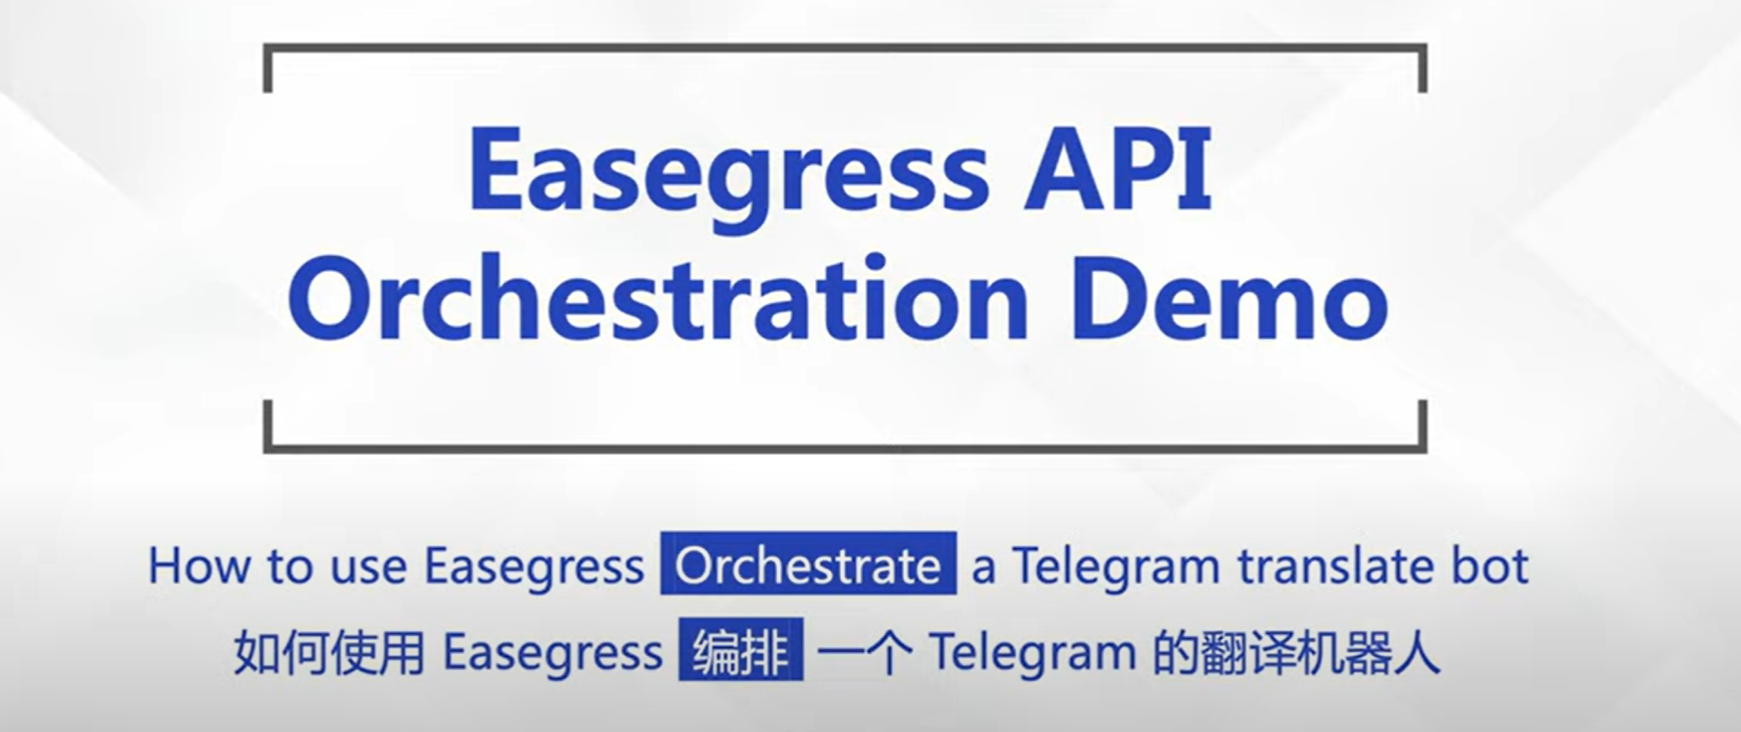 Easegress API
Orchestration Demo
How to use Easegress Orchestrate a Telegram translate bot
如何使用 Easegress 编排 一个 Telegram 的翻译机器人